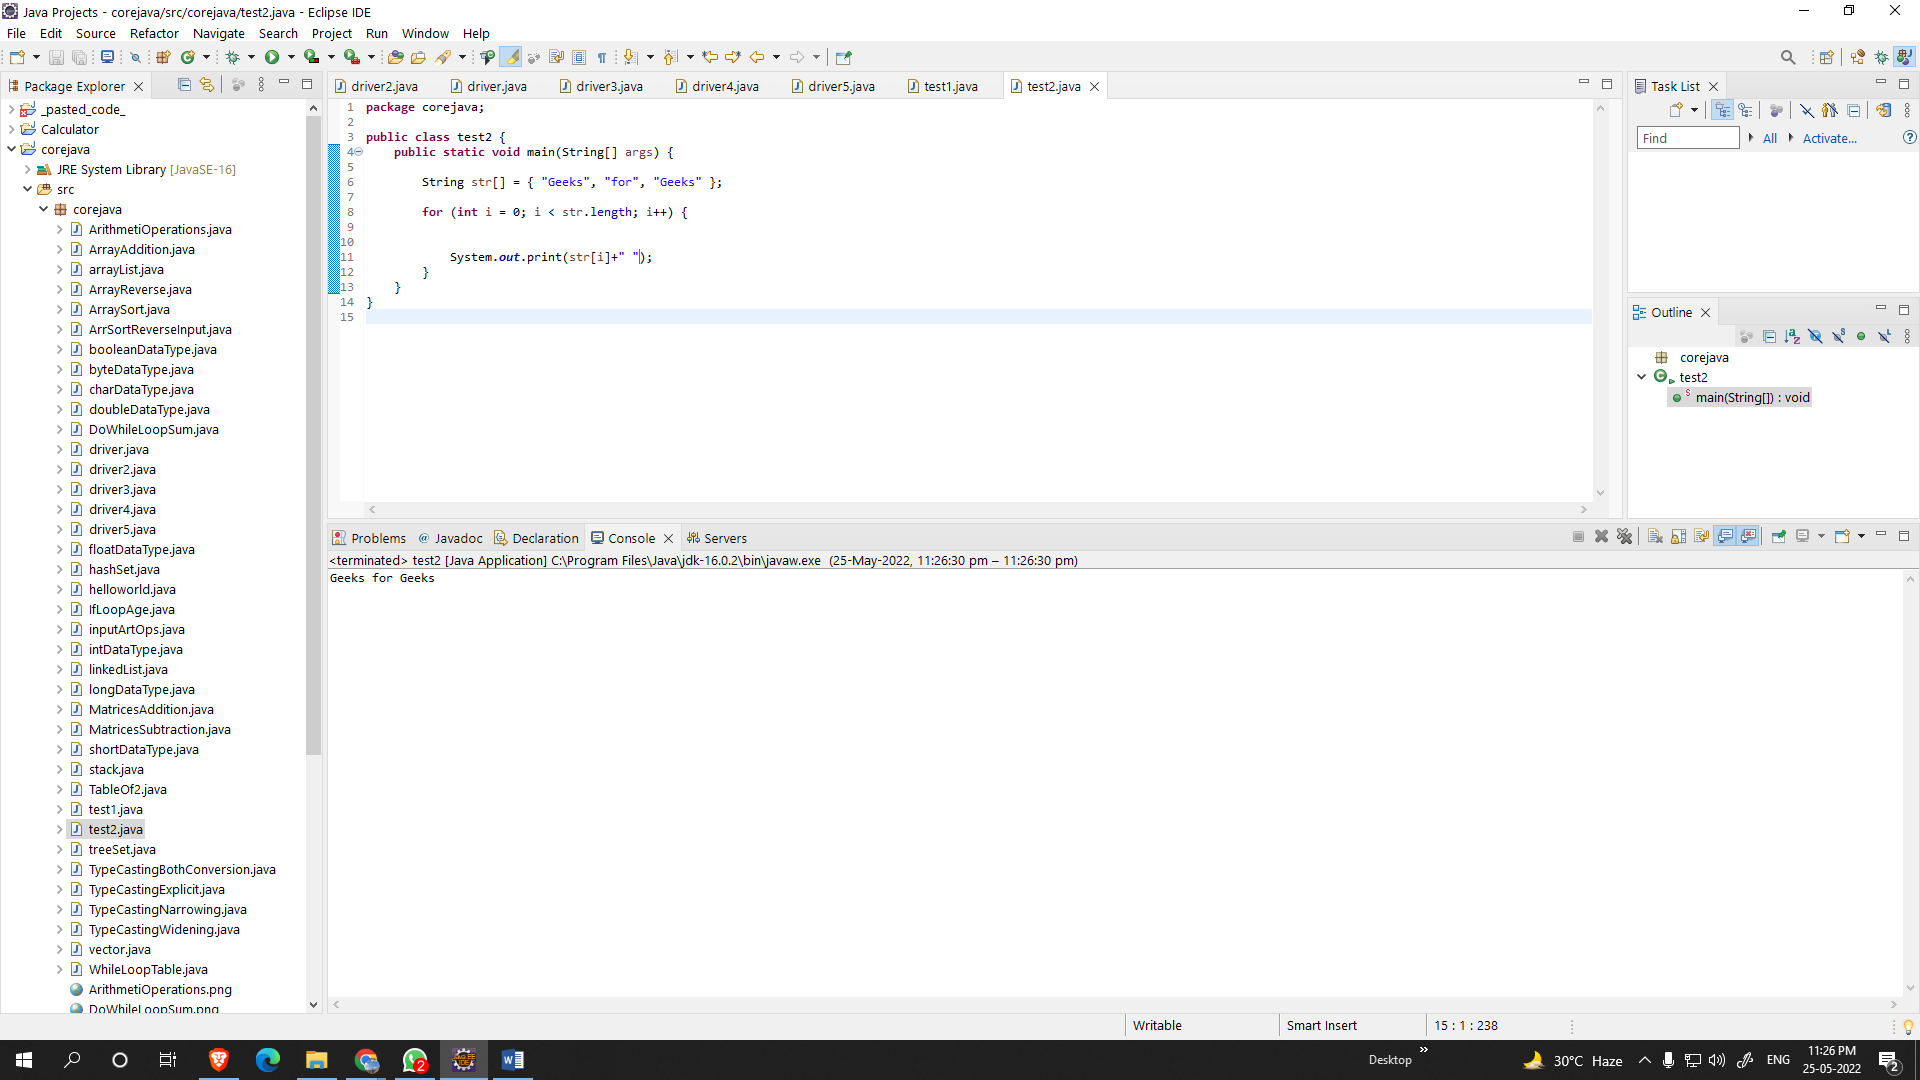 Java Projects - corejava/src/corejava/test2.java - Eclipse IDE
File Edit Source Refactor Navigate Search Project Run Window Help
Package Explorer
_pasted_code_
Calculator
corejava
JRE System Library [JavaSE-16]
src
corejava
ArithmetiOperations.java
ArrayAddition.java
arrayList.java
ArrayReverse.java
ArraySort.java
ArrSortReverseInput.java
booleanDataType.java
byteDataType.java
charDataType.java
doubleDataType.java
DoWhileLoopSum.java
driver.java
driver2.java
driver3.java
driver4.java
driver5.java
floatDataType.java
hashSet.java
helloworld.java
IfLoopAge.java
inputArtOps.java
intDataType.java
linkedList.java
longDataType.java
MatricesAddition.java
MatricesSubtraction.java
shortDataType.java
stack.java
TableOf2.java
test1.java
test2.java
treeSet.java
TypeCastingBothConversion.java
TypeCastingExplicit.java
TypeCastingNarrowing.java
TypeCastingWidening.java
vector.java
WhileLoopTable.java
ArithmetiOperations.png
DoWhileLoopSum.png
driver2.java driver.java driver3.java driver4.java driver5.java test1.java test2.java
1 package corejava;
2
3 public class test2 {
4 public static void main(String[] args) {
5
6 String str[] = { "Geeks", "for", "Geeks" };
7
8 for (int i = 0; i < str.length; i++) {
9
10
11 System.out.print(str[i]+" ");
12 }
13 }
14 }
15
Task List
Find All Activate...
Outline
corejava
test2
main(String[]) : void
Problems Javadoc Declaration Console Servers
<terminated> test2 [Java Application] C:\Program Files\Java\jdk-16.0.2\bin\javaw.exe (25-May-2022, 11:26:30 pm – 11:26:30 pm)
Geeks for Geeks
Writable Smart Insert 15 : 1 : 238
Desktop 30°C Haze ENG 11:26 PM
25-05-2022
2
2